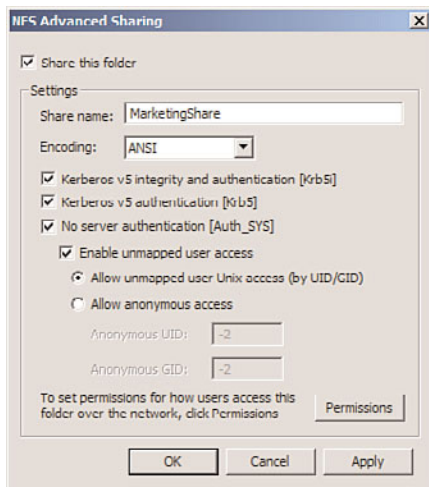 NFS Advanced Sharing
Share this folder
Settings
Share name: MarketingShare
Encoding: ANSI
Kerberos v5 integrity and authentication [Krb5i]
Kerberos v5 authentication [Krb5]
No server authentication [Auth_SYS]
Enable unmapped user access
Allow unmapped user Unix access (by UID/GID)
Allow anonymous access
Anonymous UID: -2
Anonymous GID: -2
To set permissions for how users access this
folder over the network, click Permissions
Permissions
OK Cancel Apply